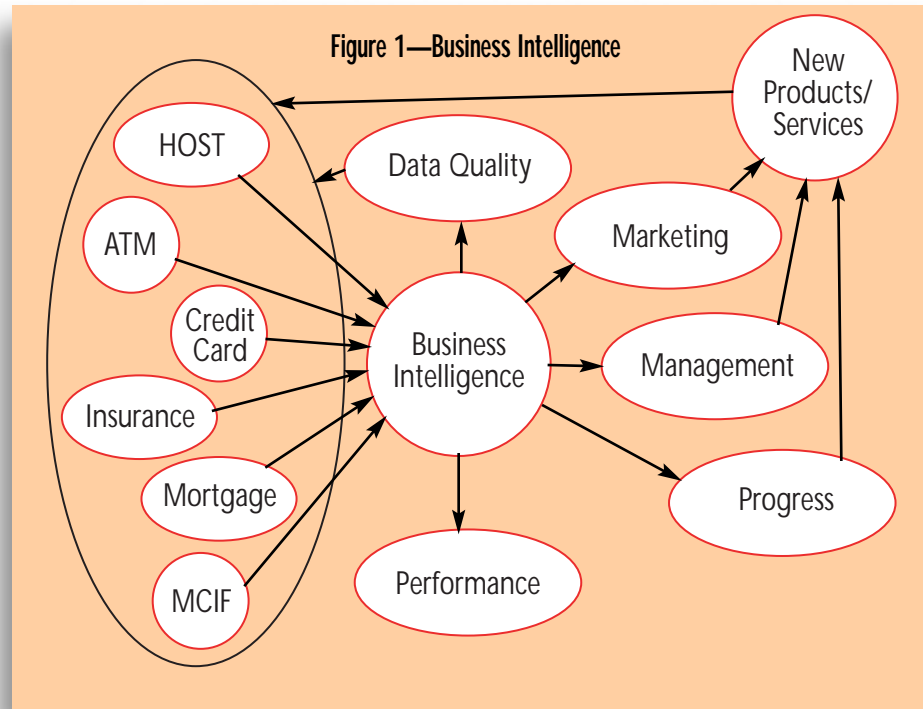 Figure 1—Business Intelligence
New
Products/
Services
HOST
Data Quality
ATM
Marketing
Credit
Card
Business
Intelligence
Management
Insurance
Mortgage
Progress
Performance
MCIF